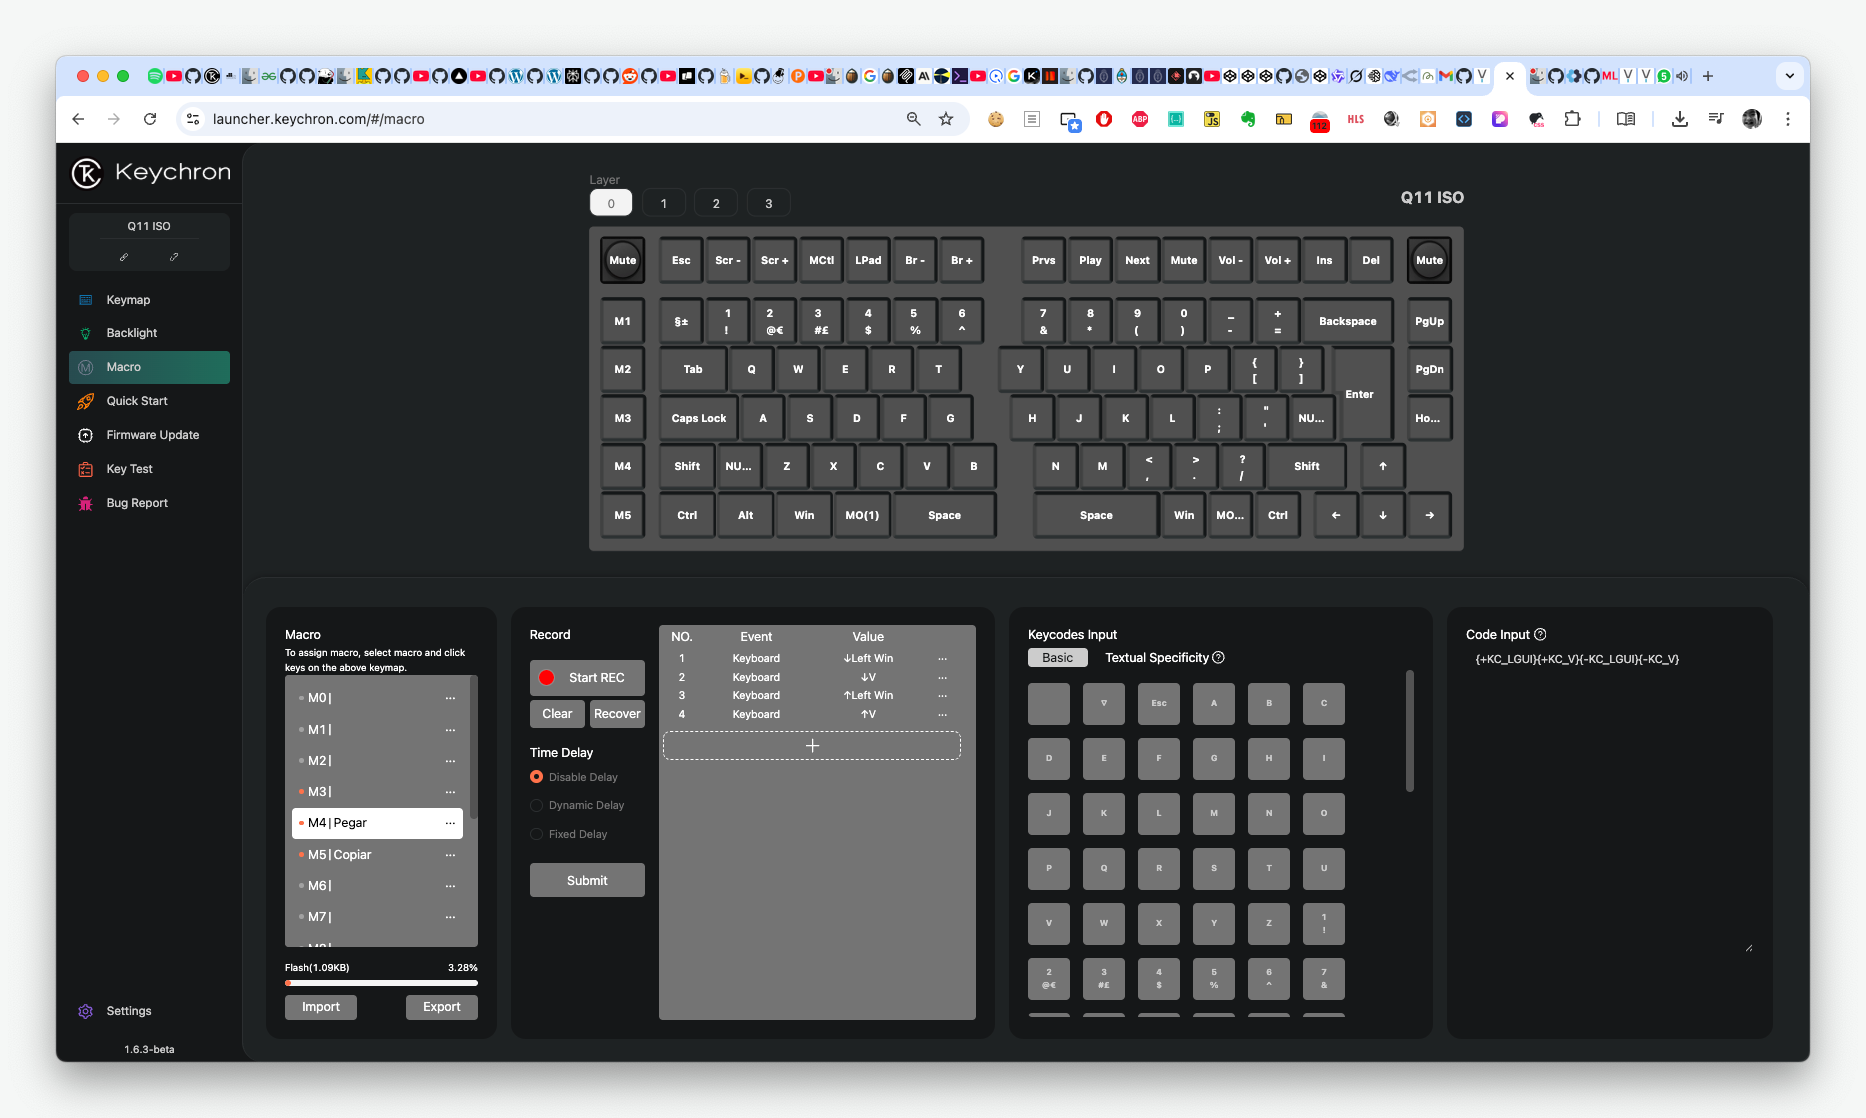 launcher.keychron.com/#/macro
ABP
JS
112
HLS
CSS
ML
5
Keychron
Q11 ISO
Keymap
Backlight
Macro
Quick Start
Firmware Update
Key Test
Bug Report
Settings
1.6.3-beta
Layer
0 1 2 3
Q11 ISO
Mute Esc Scr - Scr + MCtl LPad Br - Br + Prvs Play Next Mute Vol - Vol + Ins Del Mute
M1 §± 1 ! 2 @€ 3 #£ 4 $ 5 % 6 ^ 7 & 8 * 9 ( 0 ) _ - + = Backspace PgUp
M2 Tab Q W E R T Y U I O P { [ } ] Enter PgDn
M3 Caps Lock A S D F G H J K L : ; " ' NU... Ho...
M4 Shift NU... Z X C V B N M < , > . ? / Shift ↑
M5 Ctrl Alt Win MO(1) Space Space Win MO... Ctrl ← ↓ →
Macro
To assign macro, select macro and click
keys on the above keymap.
M0| ...
M1| ...
M2| ...
M3| ...
M4|Pegar ...
M5|Copiar ...
M6| ...
M7| ...
Flash(1.09KB) 3.28%
Import Export
Record
Start REC
Clear Recover
Time Delay
Disable Delay
Dynamic Delay
Fixed Delay
Submit
NO. Event Value
1 Keyboard ↓Left Win ...
2 Keyboard ↓V ...
3 Keyboard ↑Left Win ...
4 Keyboard ↑V ...
+
Keycodes Input
Basic Textual Specificity ?
▽ Esc A B C
D E F G H I
J K L M N O
P Q R S T U
V W X Y Z 1 !
2 @€ 3 #£ 4 $ 5 % 6 ^ 7 &
Code Input ?
{+KC_LGUI}{+KC_V}{-KC_LGUI}{-KC_V}